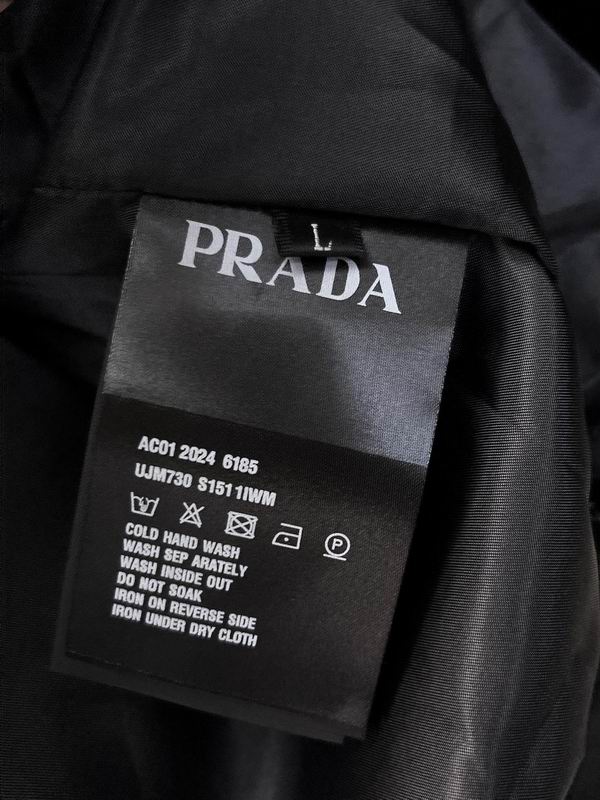 L
PRADA
AC01 2024 6185
UJM730 S151 1IWM
P
COLD HAND WASH
WASH SEP ARATELY
WASH INSIDE OUT
DO NOT SOAK
IRON ON REVERSE SIDE
IRON UNDER DRY CLOTH